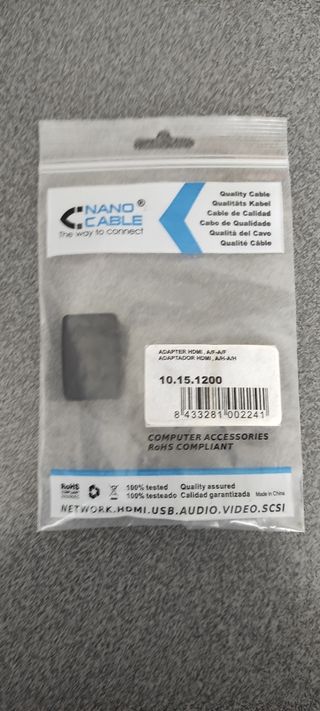 NANO ®
CABLE
The way to connect
Quality Cable
Qualitäts Kabel
Cable de Calidad
Cabo de Qualidade
Qualità del Cavo
Qualité Câble
ADAPTER HDMI , A/F-A/F
ADAPTADOR HDMI , A/H-A/H
10.15.1200
8 433281 002241
COMPUTER ACCESSORIES
RoHS COMPLIANT
RoHS
100% tested Quality assured
100% testeado Calidad garantizada Made in China
NETWORK.HDMI.USB.AUDIO.VIDEO.SCSI